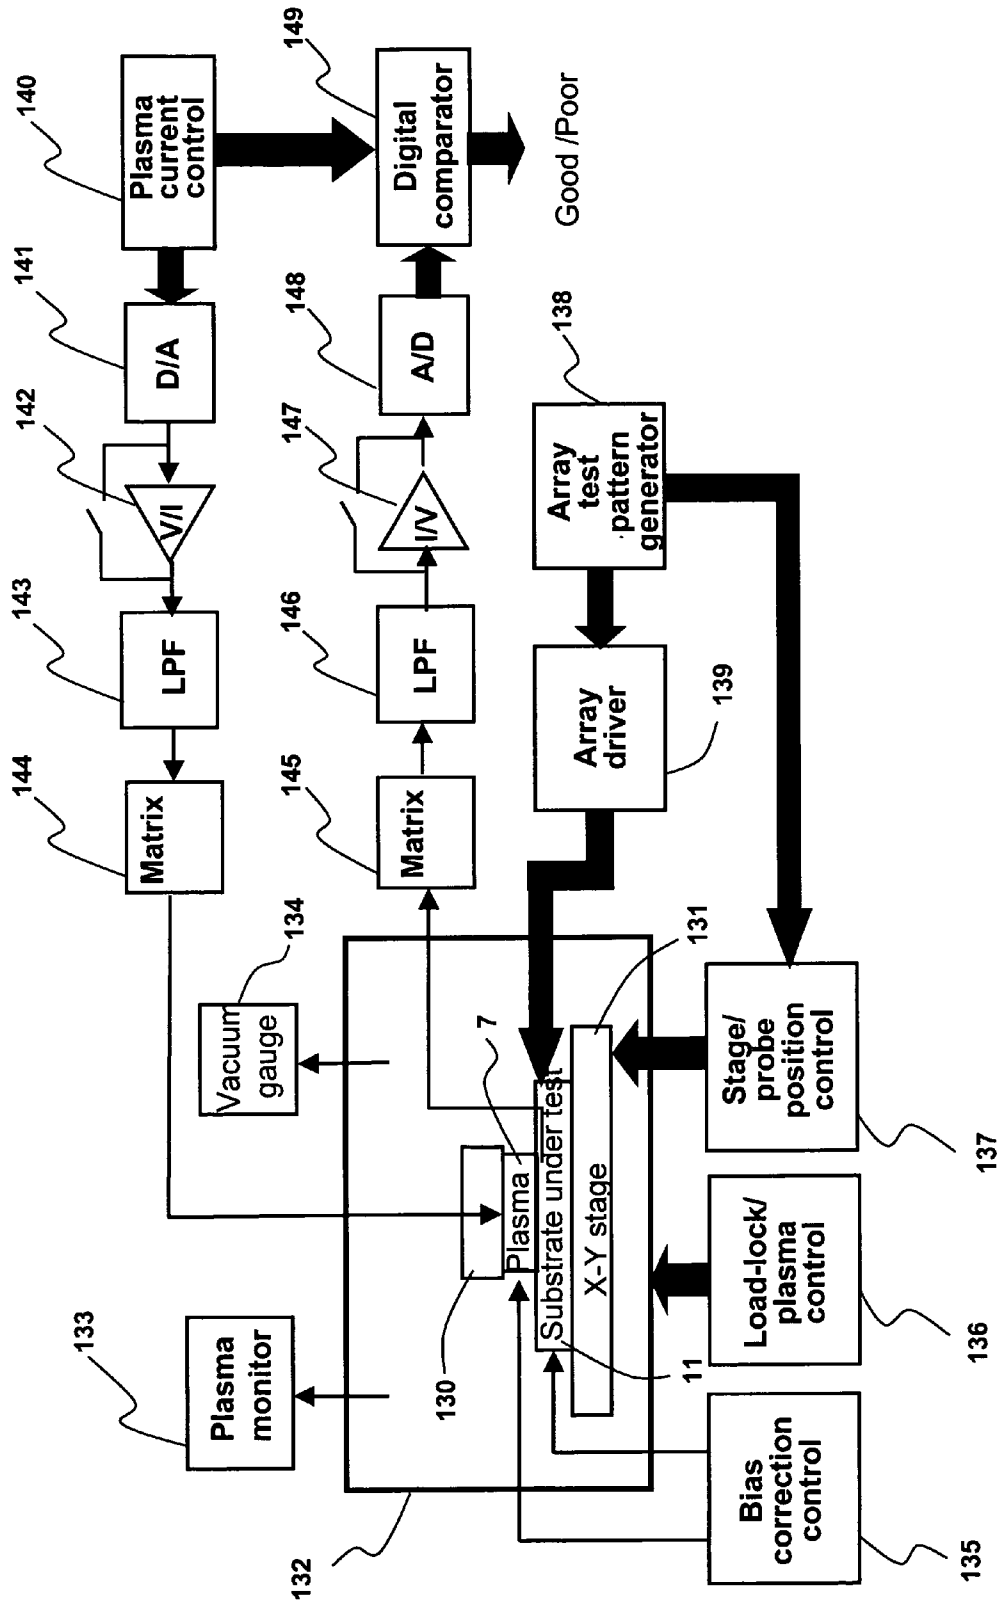 133
Plasma
monitor
134
Vacuum
gauge
144
Matrix
143
LPF
142
V/I
141
D/A
140
Plasma
current
control
132
130
7
Plasma
Substrate under test
X-Y stage
11
131
145
Matrix
146
LPF
147
I/V
148
A/D
149
Digital
comparator
Good /Poor
135
Bias
correction
control
136
Load-lock/
plasma
control
137
Stage/
probe
position
control
139
Array
driver
138
Array
test
pattern
generator